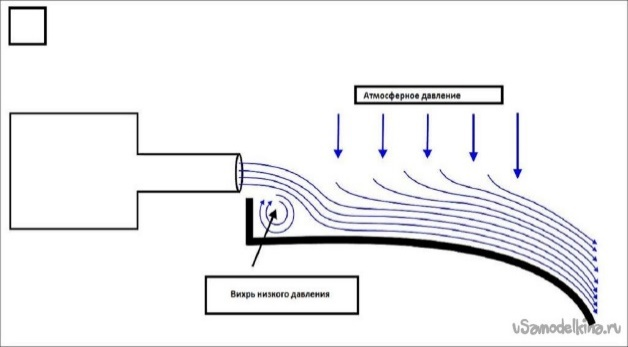 Атмосферное давление
Вихрь низкого давления
uSamodelkina.ru